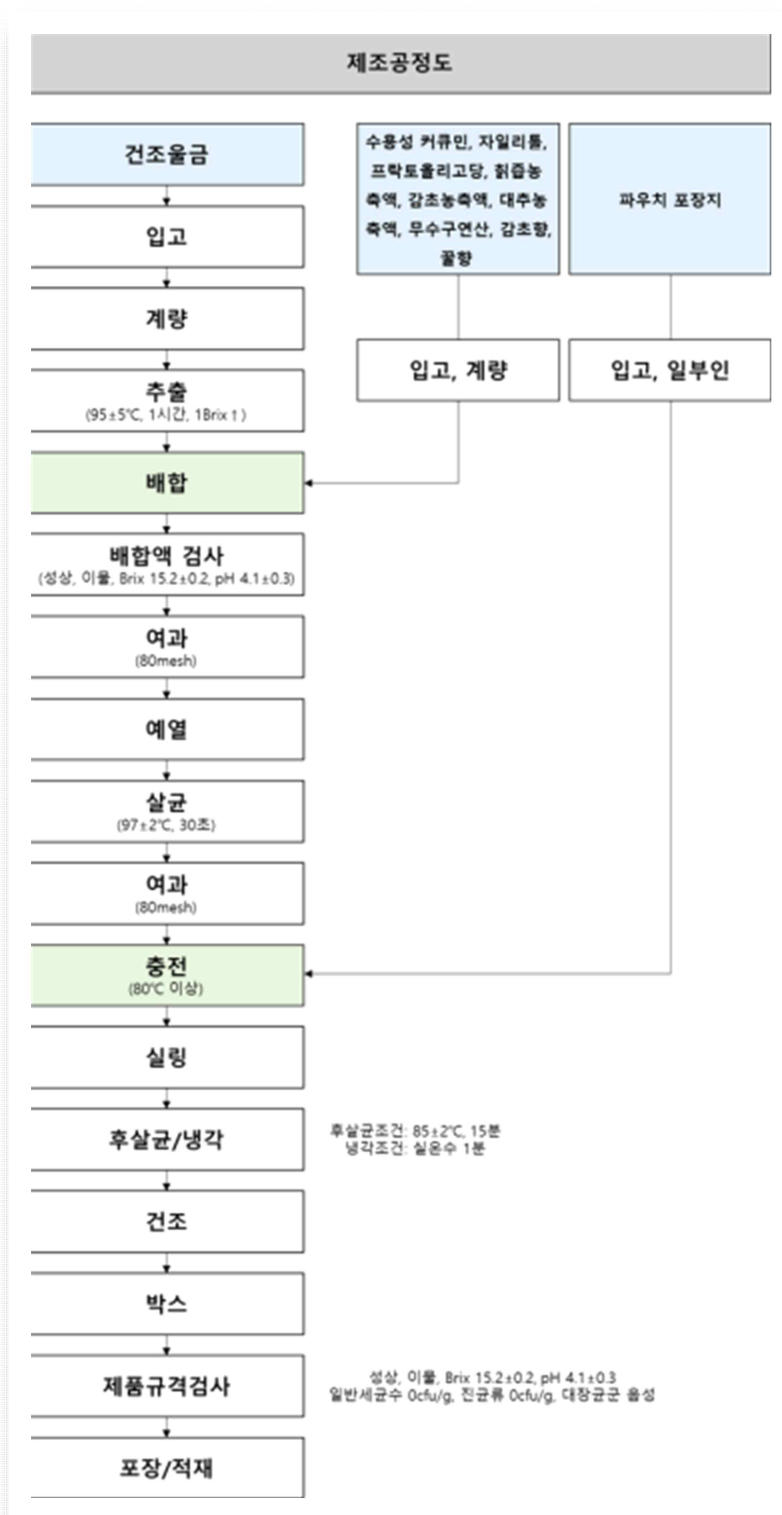 제조공정도
건조울금
입고
계량
추출
(95±5℃, 1시간, 1Brix↑)
배합
배합액 검사
(성상, 이물, Brix 15.2±0.2, pH 4.1±0.3)
여과
(80mesh)
예열
살균
(97±2℃, 30초)
여과
(80mesh)
충전
(80℃ 이상)
실링
후살균/냉각
건조
박스
제품규격검사
포장/적재
수용성 커큐민, 자일리톨,
프락토올리고당, 칡즙농
축액, 감초농축액, 대추농
축액, 무수구연산, 감초향,
꿀향
입고, 계량
파우치 포장지
입고, 일부인
후살균조건: 85±2℃, 15분
냉각조건: 실온수 1분
성상, 이물, Brix 15.2±0.2, pH 4.1±0.3
일반세균수 0cfu/g, 진균류 0cfu/g, 대장균군 음성